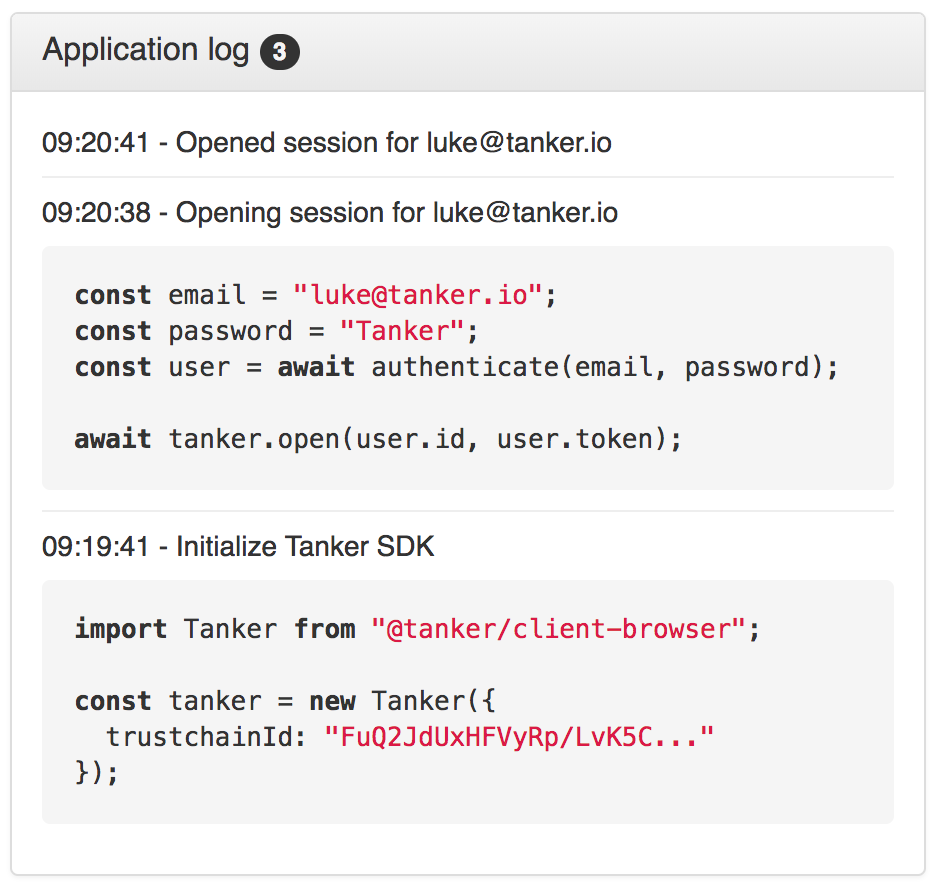 Application log 3
09:20:41 - Opened session for luke@tanker.io
09:20:38 - Opening session for luke@tanker.io
const email = "luke@tanker.io";
const password = "Tanker";
const user = await authenticate(email, password);
await tanker.open(user.id, user.token);
09:19:41 - Initialize Tanker SDK
import Tanker from "@tanker/client-browser";
const tanker = new Tanker({
  trustchainId: "FuQ2JdUxHFVyRp/LvK5C..."
});